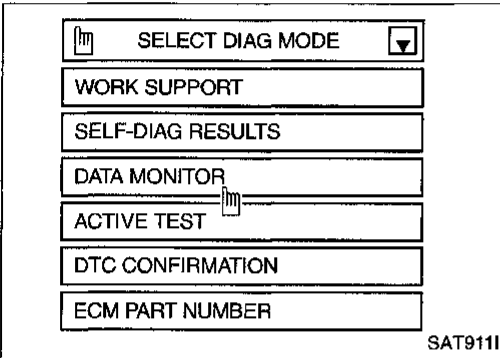 SELECT DIAG MODE
WORK SUPPORT
SELF-DIAG RESULTS
DATA MONITOR
ACTIVE TEST
DTC CONFIRMATION
ECM PART NUMBER
SAT911I